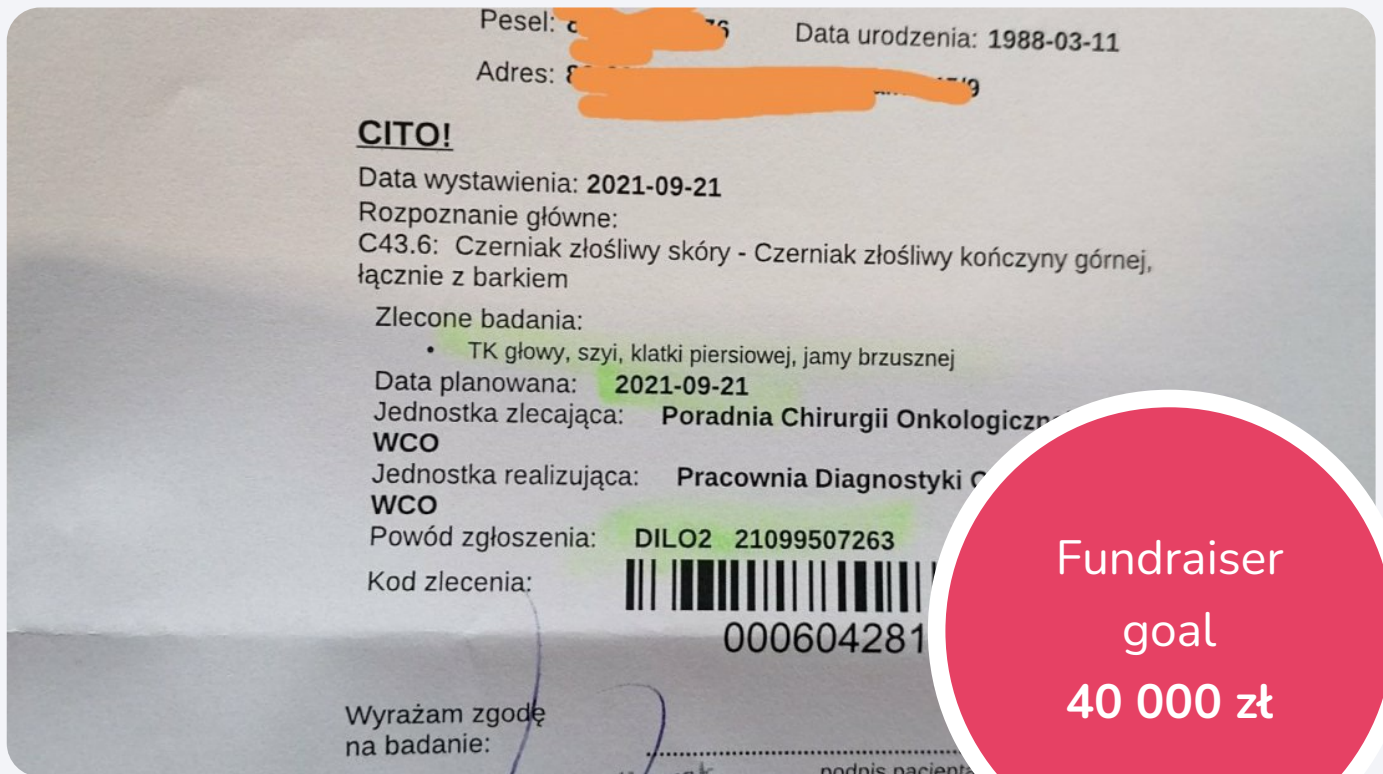 Pesel:
Data urodzenia: 1988-03-11
Adres:
CITO!
Data wystawienia: 2021-09-21
Rozpoznanie główne:
C43.6: Czerniak złośliwy skóry - Czerniak złośliwy kończyny górnej,
łącznie z barkiem
Zlecone badania:
• TK głowy, szyi, klatki piersiowej, jamy brzusznej
Data planowana: 2021-09-21
Jednostka zlecająca: Poradnia Chirurgii
WCO
Jednostka realizująca: Pracownia Diagnostyki
WCO
Powód zgłoszenia: DILO2 21099507263
Kod zlecenia:
000604281
Wyrażam zgodę
na badanie:
podpis pacjenta
Fundraiser
goal
40 000 zł